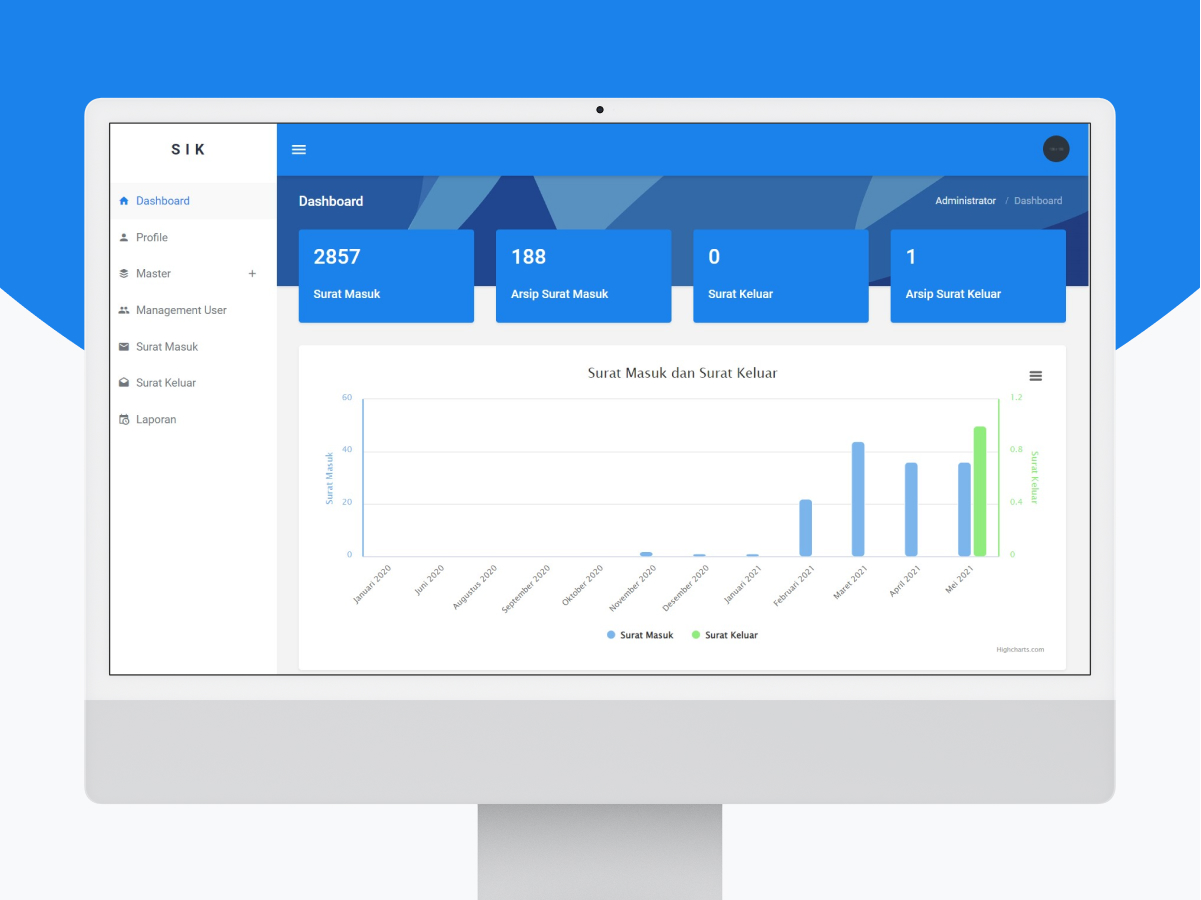 SIK
Dashboard
Profile
Master +
Management User
Surat Masuk
Surat Keluar
Laporan
Dashboard
Administrator / Dashboard
2857
Surat Masuk
188
Arsip Surat Masuk
0
Surat Keluar
1
Arsip Surat Keluar
Surat Masuk dan Surat Keluar
Surat Masuk
60
40
20
0
1.2
0.8
0.4
0
Surat Keluar
Januari 2020
Juni 2020
Augustus 2020
September 2020
Oktober 2020
November 2020
Desember 2020
Januari 2021
Februari 2021
Maret 2021
April 2021
Mei 2021
Surat Masuk
Surat Keluar
Highcharts.com